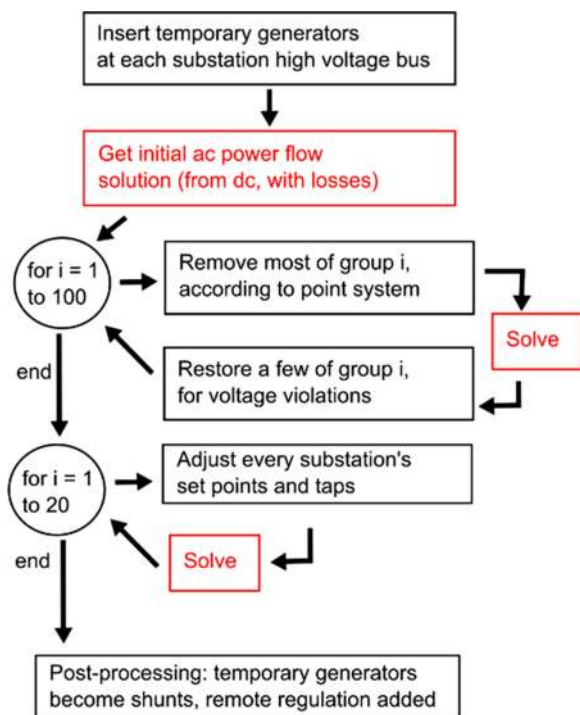 Insert temporary generators
at each substation high voltage bus
Get initial ac power flow
solution (from dc, with losses)
for i = 1
to 100
Remove most of group i,
according to point system
Solve
Restore a few of group i,
for voltage violations
end
for i = 1
to 20
Adjust every substation's
set points and taps
Solve
end
Post-processing: temporary generators
become shunts, remote regulation added